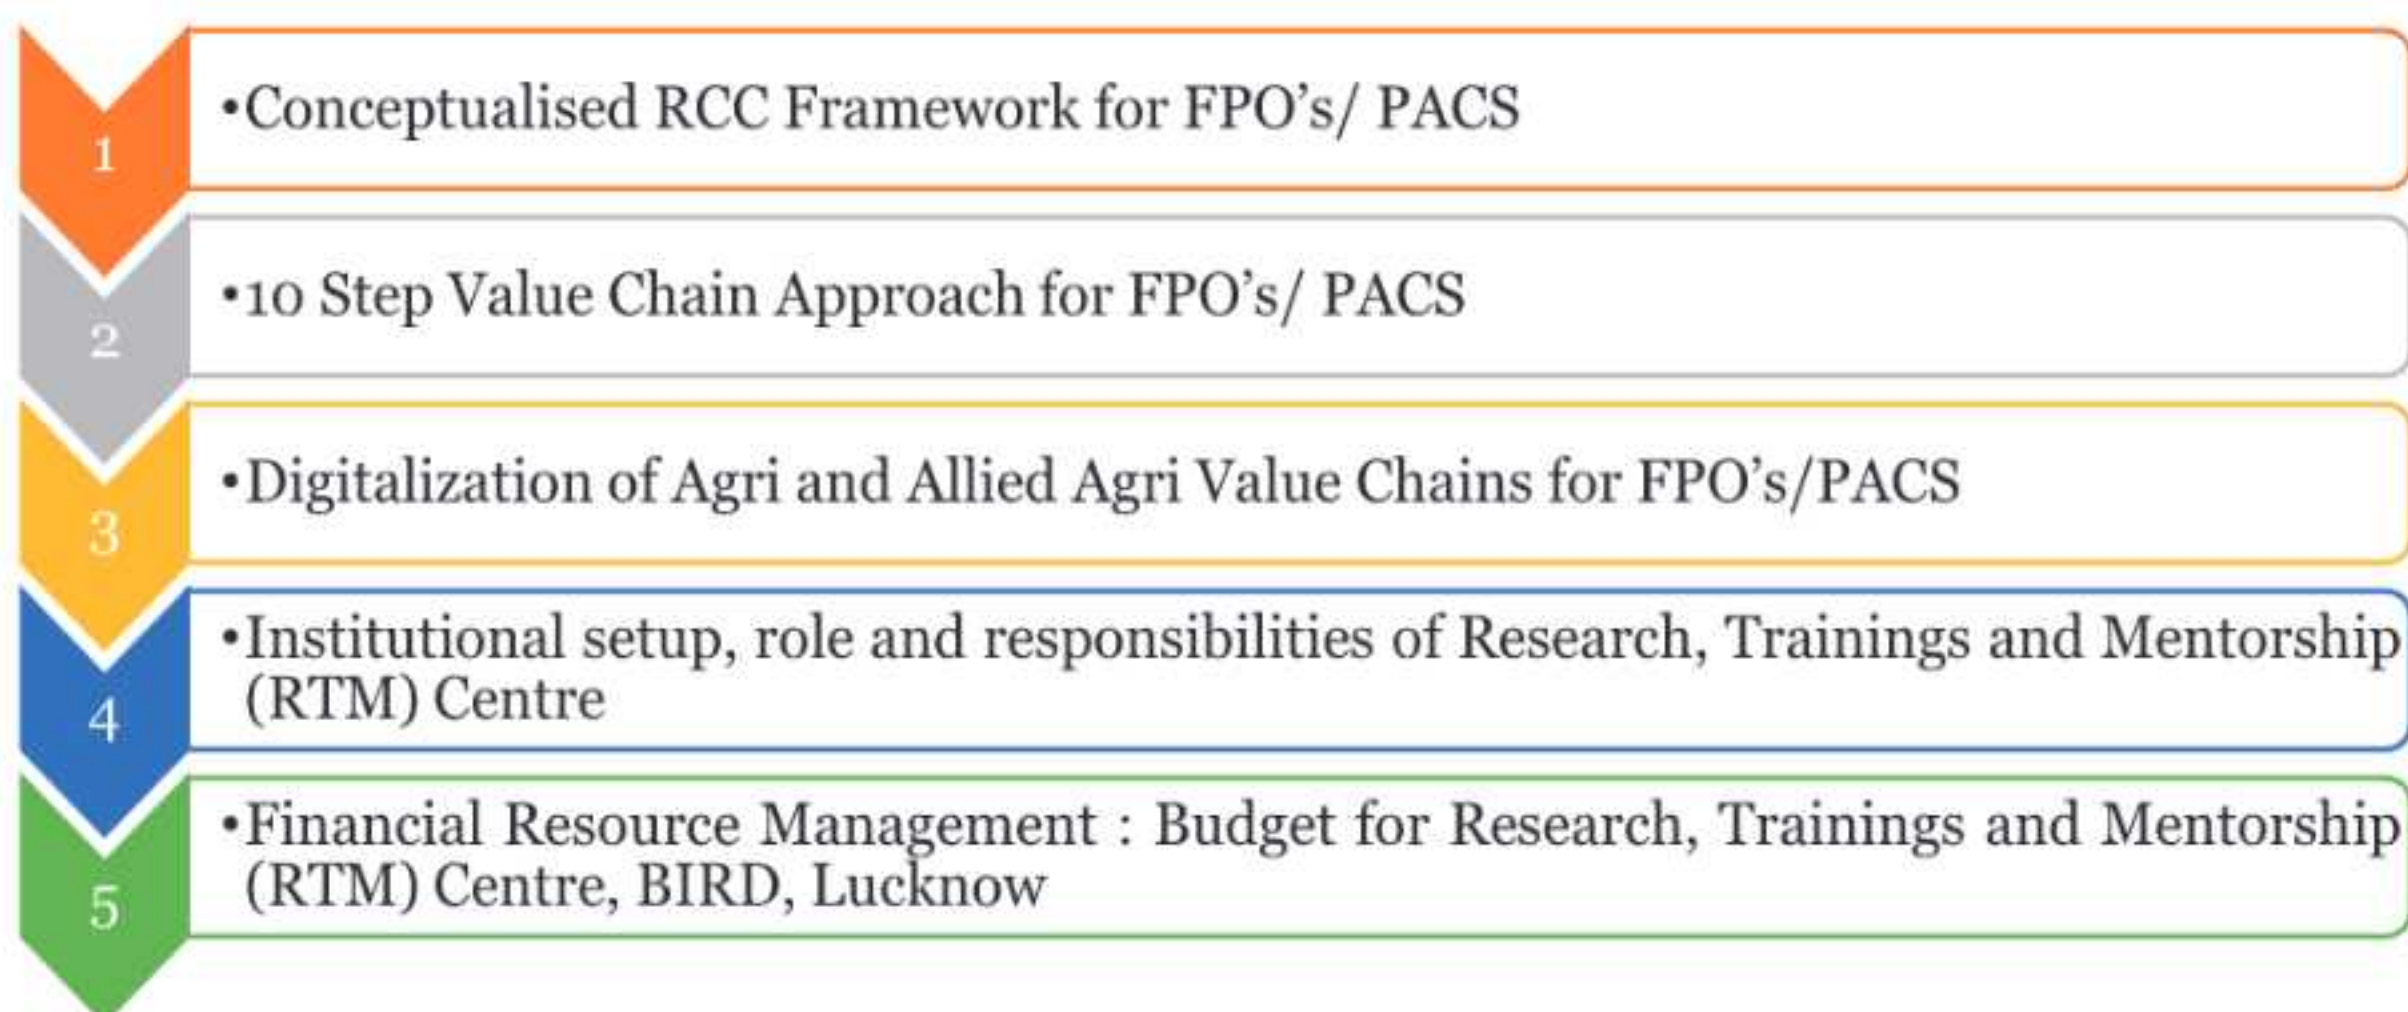 1
•Conceptualised RCC Framework for FPO’s/ PACS
2
•10 Step Value Chain Approach for FPO’s/ PACS
3
•Digitalization of Agri and Allied Agri Value Chains for FPO’s/PACS
4
•Institutional setup, role and responsibilities of Research, Trainings and Mentorship
(RTM) Centre
5
•Financial Resource Management : Budget for Research, Trainings and Mentorship
(RTM) Centre, BIRD, Lucknow